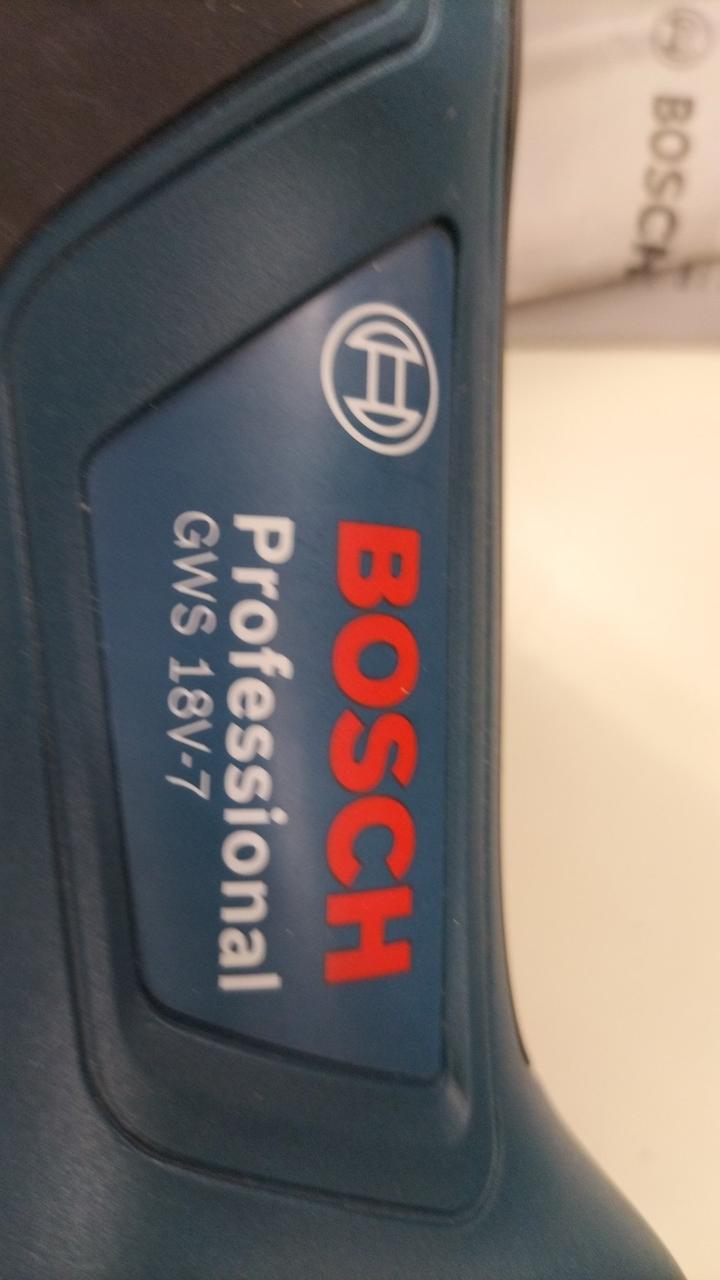 BOSCH
Professional
GWS 18V-7
BOSCH